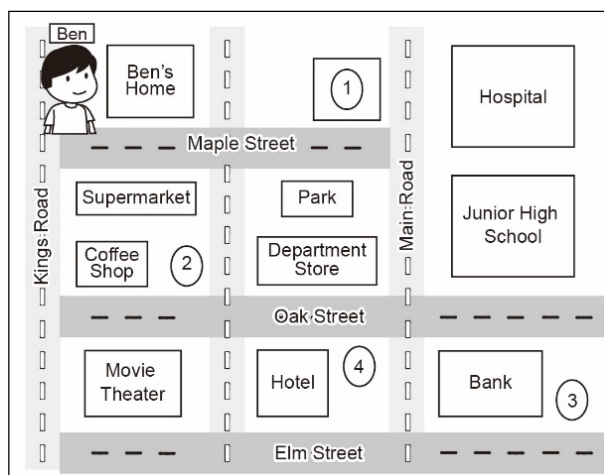 Ben
Ben's
Home
1
Hospital
Maple Street
Supermarket
Park
Junior High
School
Kings Road
Main Road
Coffee
Shop
2
Department
Store
Oak Street
Movie
Theater
Hotel
4
Bank
3
Elm Street